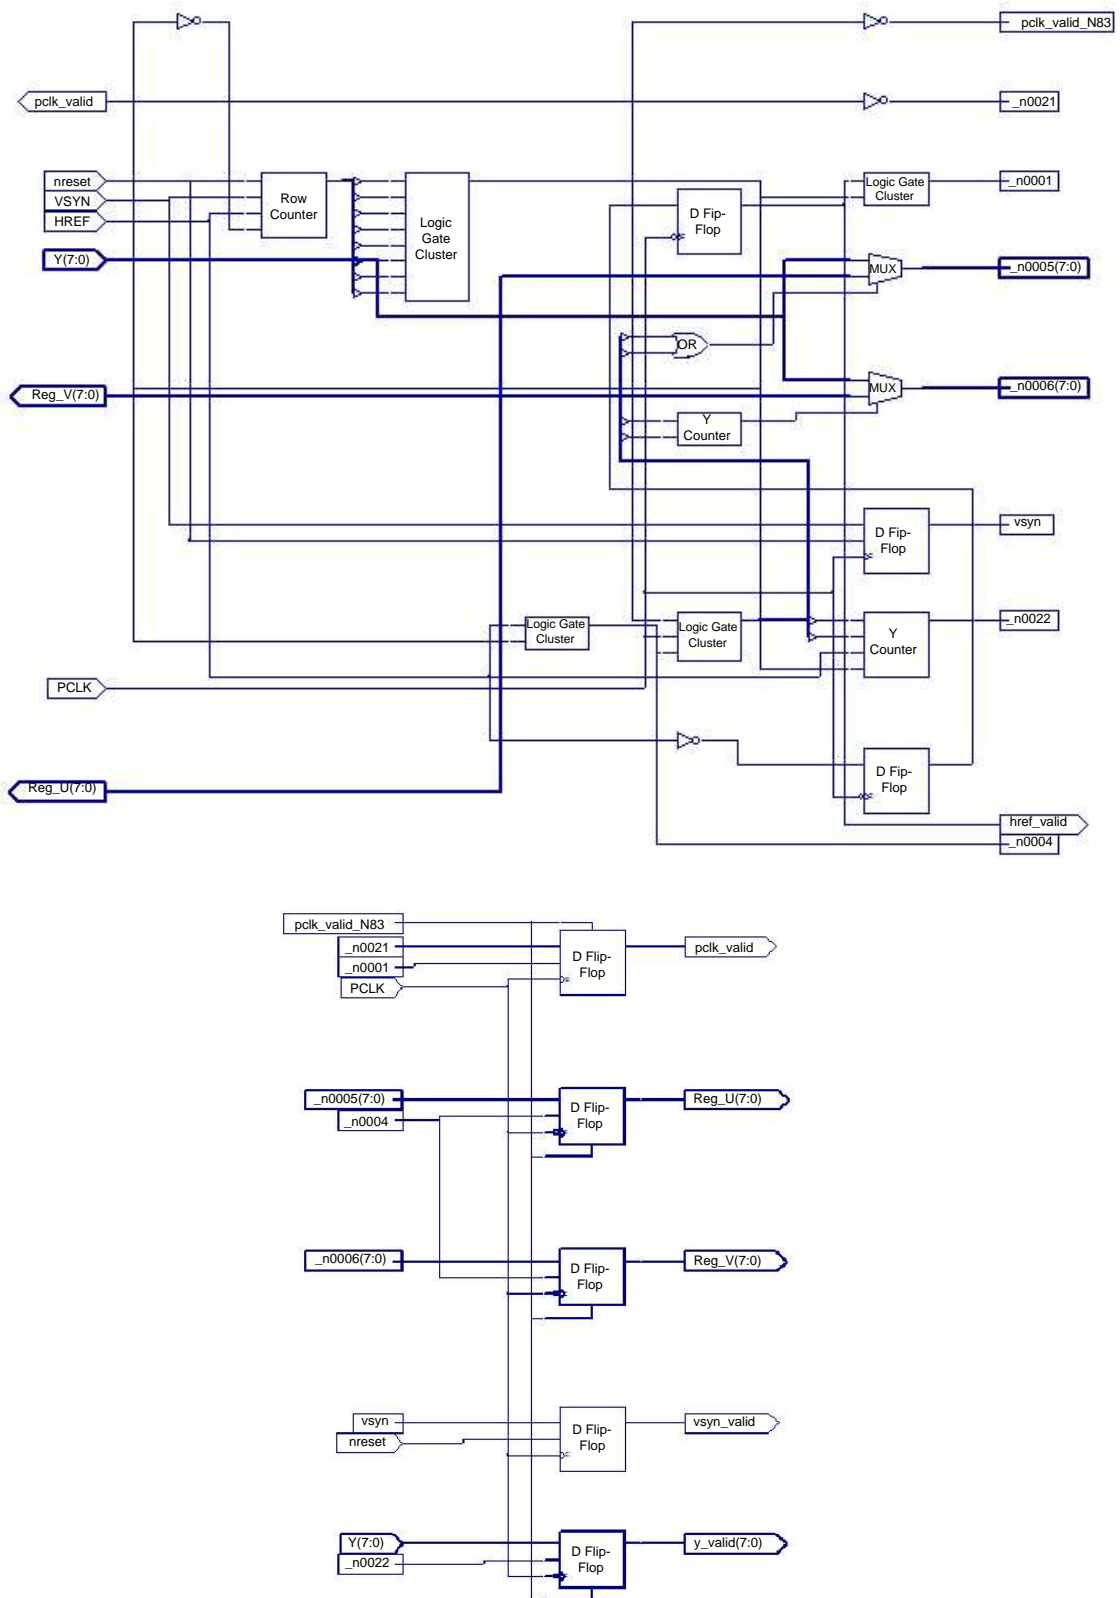 pclk_valid_N83
pclk_valid
_n0021
nreset
VSYN
HREF
Row
Counter
Logic
Gate
Cluster
D Fip-
Flop
Logic Gate
Cluster
_n0001
Y(7:0)
MUX
_n0005(7:0)
OR
Reg_V(7:0)
MUX
_n0006(7:0)
Y
Counter
D Fip-
Flop
vsyn
Logic Gate
Cluster
Logic Gate
Cluster
Y
Counter
_n0022
PCLK
D Fip-
Flop
Reg_U(7:0)
href_valid
_n0004
pclk_valid_N83
_n0021
_n0001
PCLK
D Flip-
Flop
pclk_valid
_n0005(7:0)
_n0004
D Flip-
Flop
Reg_U(7:0)
_n0006(7:0)
D Flip-
Flop
Reg_V(7:0)
vsyn
nreset
D Flip-
Flop
vsyn_valid
Y(7:0)
_n0022
D Flip-
Flop
y_valid(7:0)